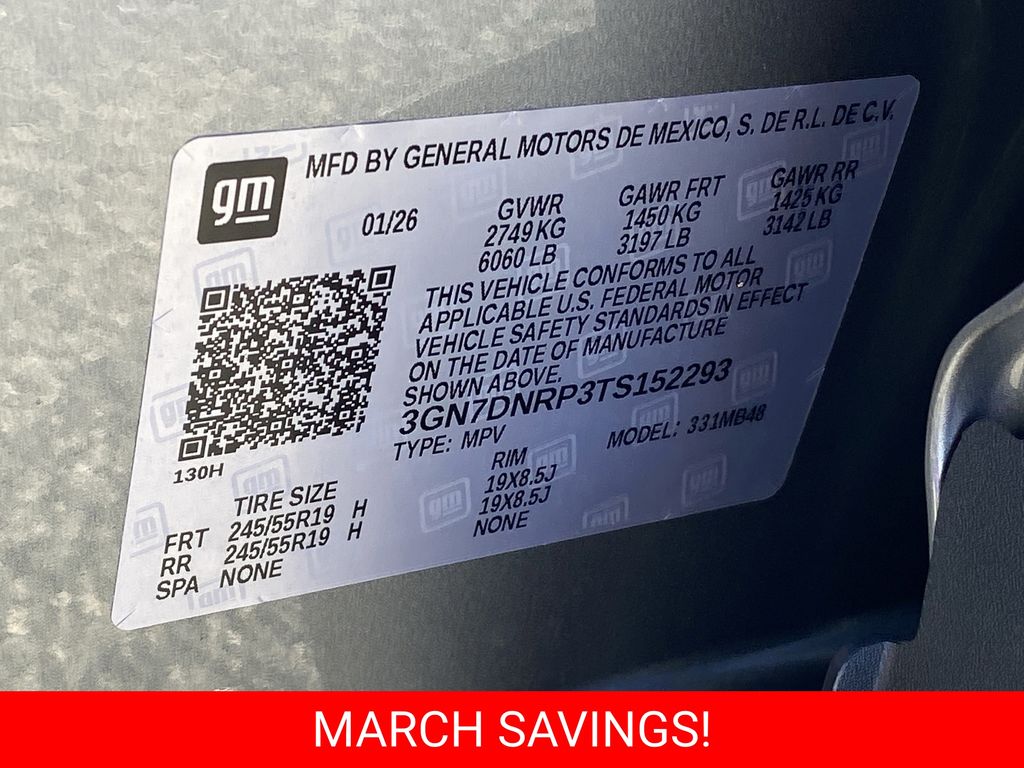 gm
MFD BY GENERAL MOTORS DE MEXICO, S. DE R.L. DE C.V.
01/26
GVWR
2749 KG
6060 LB
GAWR FRT
1450 KG
3197 LB
GAWR RR
1425 KG
3142 LB
THIS VEHICLE CONFORMS TO ALL
APPLICABLE U.S. FEDERAL MOTOR
VEHICLE SAFETY STANDARDS IN EFFECT
ON THE DATE OF MANUFACTURE
SHOWN ABOVE.
3GN7DNRP3TS152293
TYPE: MPV
MODEL: 331MB48
130H
TIRE SIZE
RIM
FRT 245/55R19 H 19X8.5J
RR 245/55R19 H 19X8.5J
SPA NONE NONE
MARCH SAVINGS!